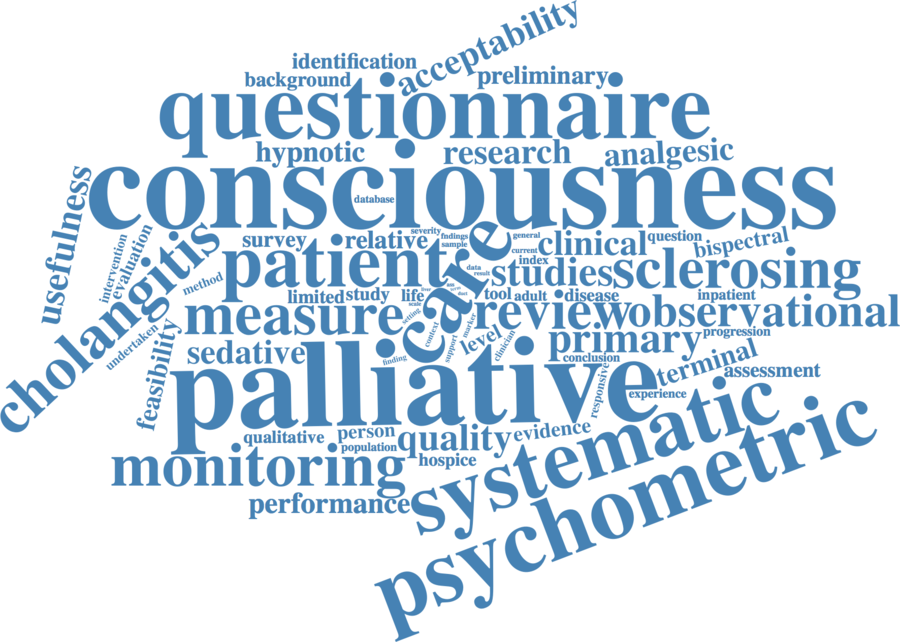 acceptability
identification
background
preliminary
questionnaire
hypnotic
research
analgesic
consciousness
database
usefulness
intervention
evaluation
cholangitis
survey
relative
severity
fndings
sample
general
current
index
clinical
question
bispectral
patient
care
data
result
studies
sclerosing
method
limited
study
life
liver
scale
tool
adult
disease
inpatient
measure
setting
context
support
marker
review
observational
undertaken
feasibility
sedative
level
clinician
primary
progression
finding
conclusion
palliative
responsive
experience
terminal
assessment
qualitative
person
population
quality
evidence
hospice
monitoring
systematic
performance
psychometric